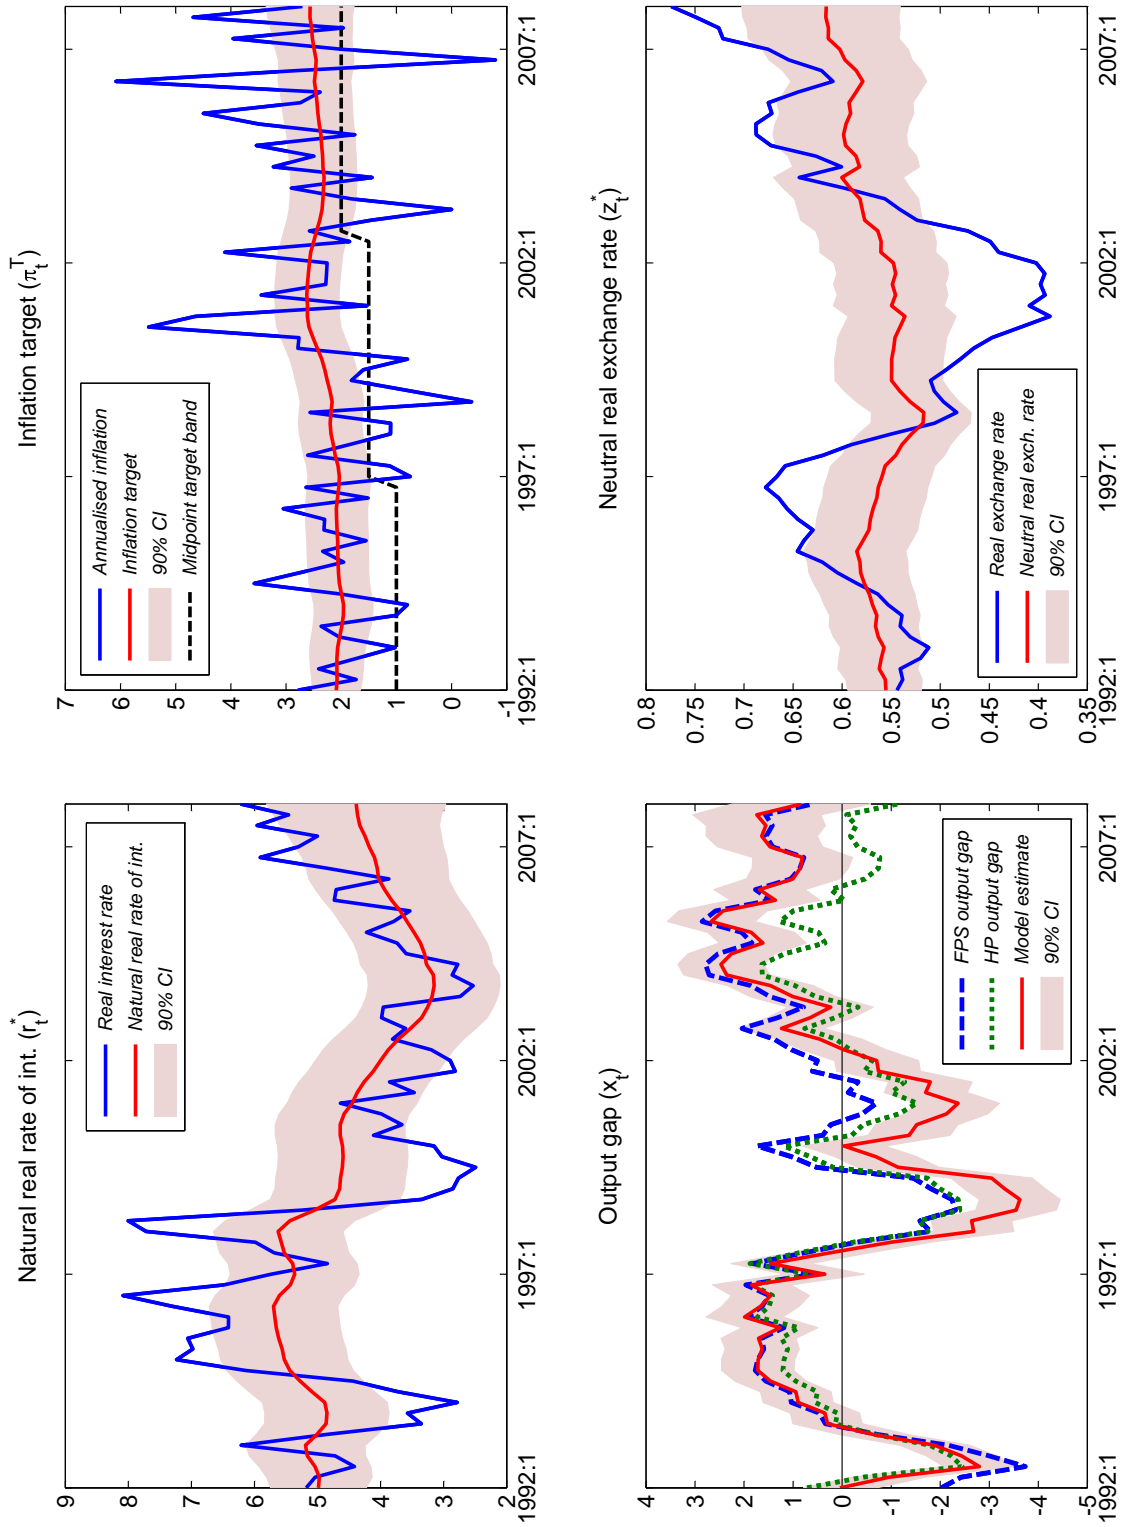 Natural real rate of int. (r*t)
9
8
7
6
5
4
3
2
1992:1
1997:1
2002:1
2007:1
Real interest rate
Natural real rate of int.
90% CI
Inflation target (πTt)
7
6
5
4
3
2
1
0
-1
1992:1
1997:1
2002:1
2007:1
Annualised inflation
Inflation target
90% CI
Midpoint target band
Output gap (xt)
4
3
2
1
0
-1
-2
-3
-4
-5
1992:1
1997:1
2002:1
2007:1
FPS output gap
HP output gap
Model estimate
90% CI
Neutral real exchange rate (z*t)
0.8
0.75
0.7
0.65
0.6
0.55
0.5
0.45
0.4
0.35
1992:1
1997:1
2002:1
2007:1
Real exchange rate
Neutral real exch. rate
90% CI